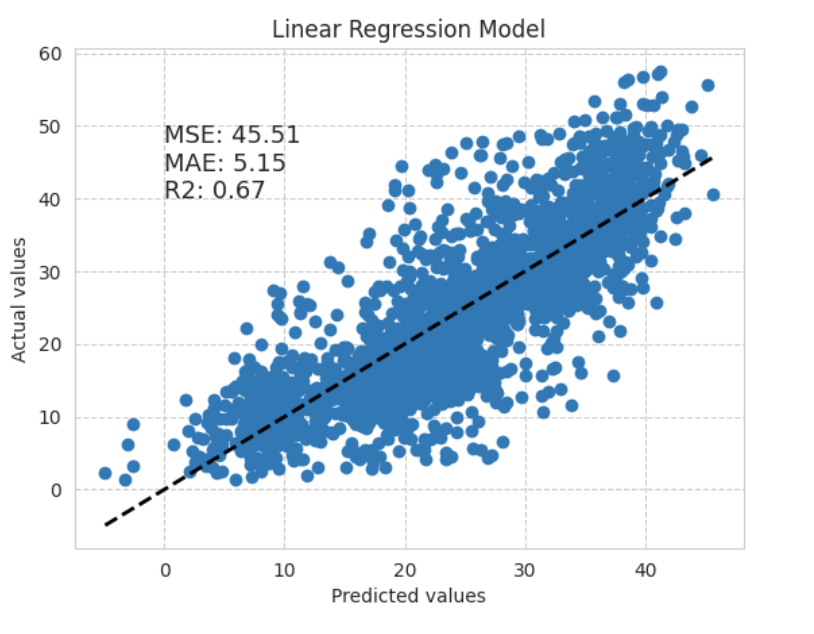 Linear Regression Model
60
50
40
30
20
10
0
MSE: 45.51
MAE: 5.15
R2: 0.67
Actual values
0 10 20 30 40
Predicted values